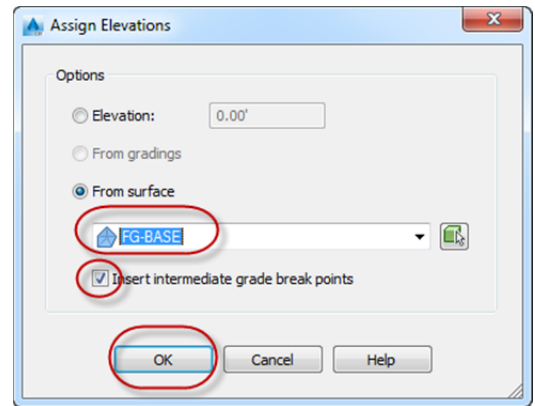 Assign Elevations
Options
Elevation: 0.00'
From gradings
From surface
FG-BASE
Insert intermediate grade break points
OK Cancel Help